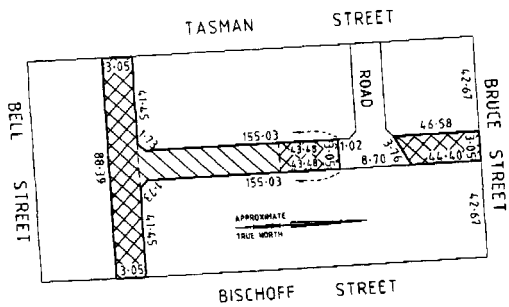 TASMAN STREET
BELL STREET
BRUCE STREET
ROAD
3·05
41·45
1·73
88·39
155·03
43·48
43·48
3·05
1·02
8·70
3·76
46·58
44·40
3·05
42·67
42·67
155·03
1·73
41·45
3·05
APPROXIMATE
TRUE NORTH
BISCHOFF STREET